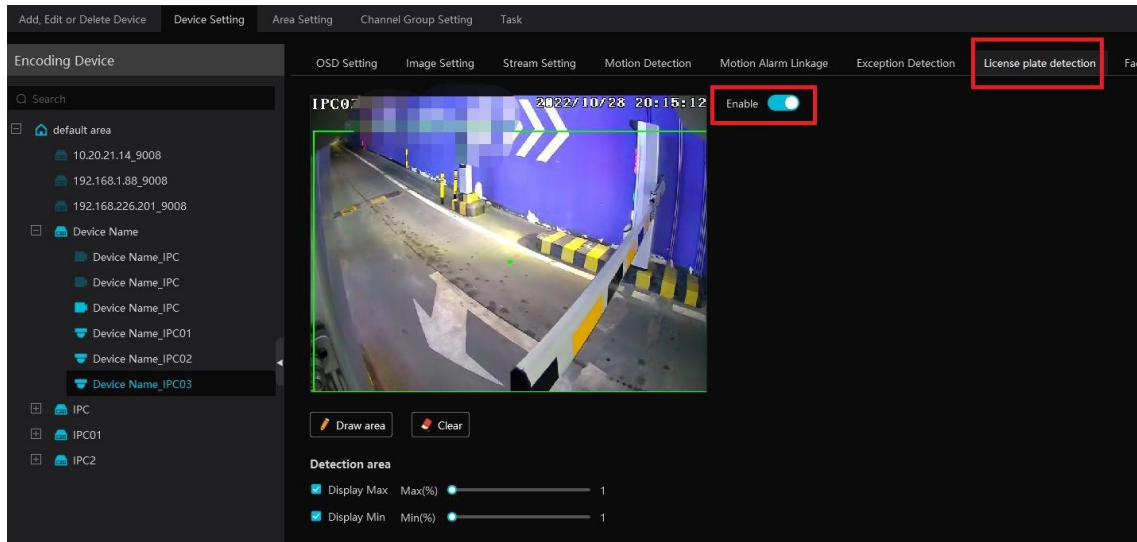 Add, Edit or Delete Device Device Setting Area Setting Channel Group Setting Task
Encoding Device
OSD Setting Image Setting Stream Setting Motion Detection Motion Alarm Linkage Exception Detection License plate detection
Search
2022/10/28 20:15:12
Enable
default area
10.20.21.14_9008
192.168.1.88_9008
192.168.226.201_9008
Device Name
Device Name_IPC
Device Name_IPC
Device Name_IPC
Device Name_IPC01
Device Name_IPC02
Device Name_IPC03
IPC
IPC01
IPC2
Draw area Clear
Detection area
Display Max Max(%) 1
Display Min Min(%) 1